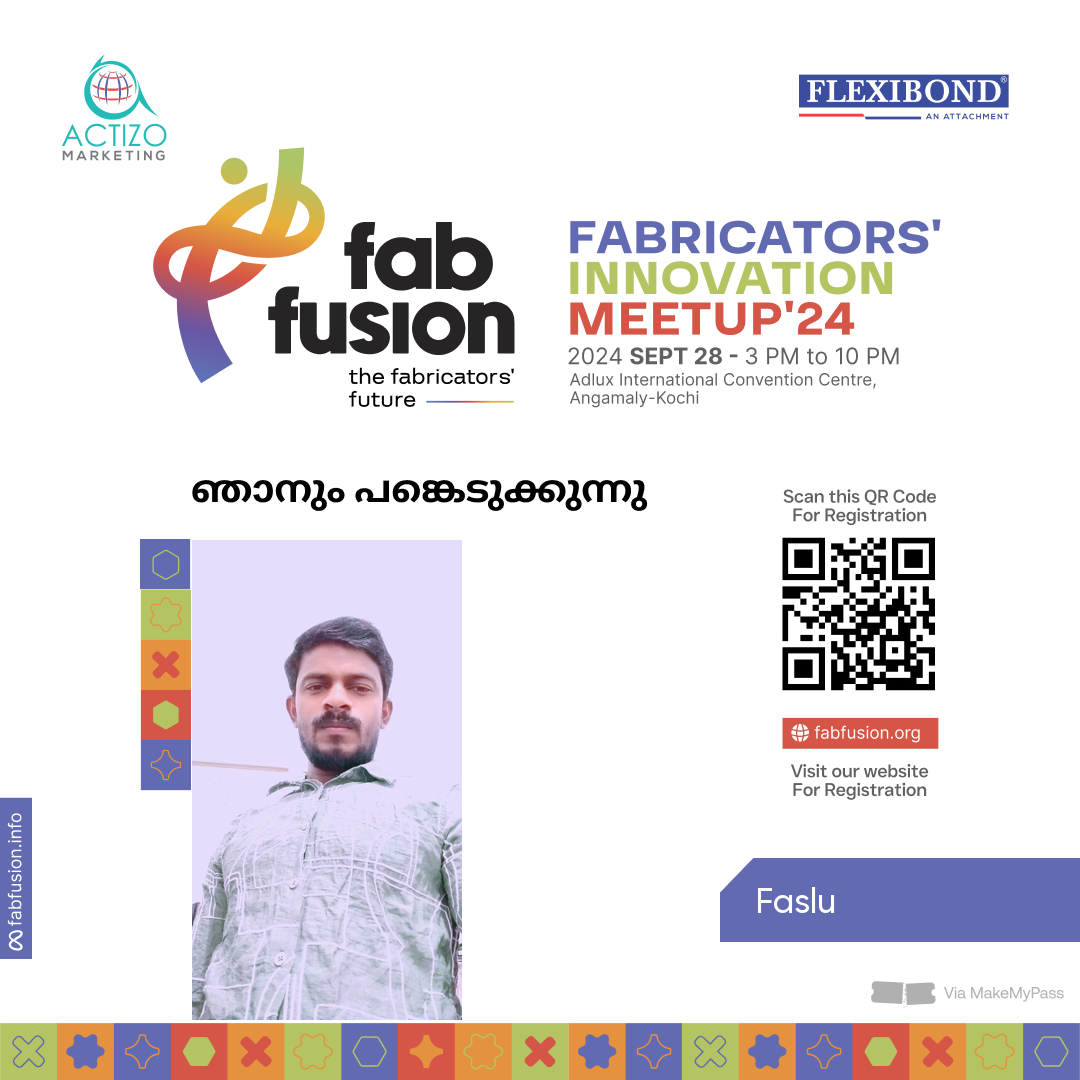 ACTIZO
MARKETING
FLEXIBOND®
AN ATTACHMENT
fab
fusion
the fabricators'
future
FABRICATORS'
INNOVATION
MEETUP'24
2024 SEPT 28 - 3 PM to 10 PM
Adlux International Convention Centre,
Angamaly-Kochi
ഞാനും പങ്കെടുക്കുന്നു
Scan this QR Code
For Registration
fabfusion.org
Visit our website
For Registration
fabfusion.info
Faslu
Via MakeMyPass